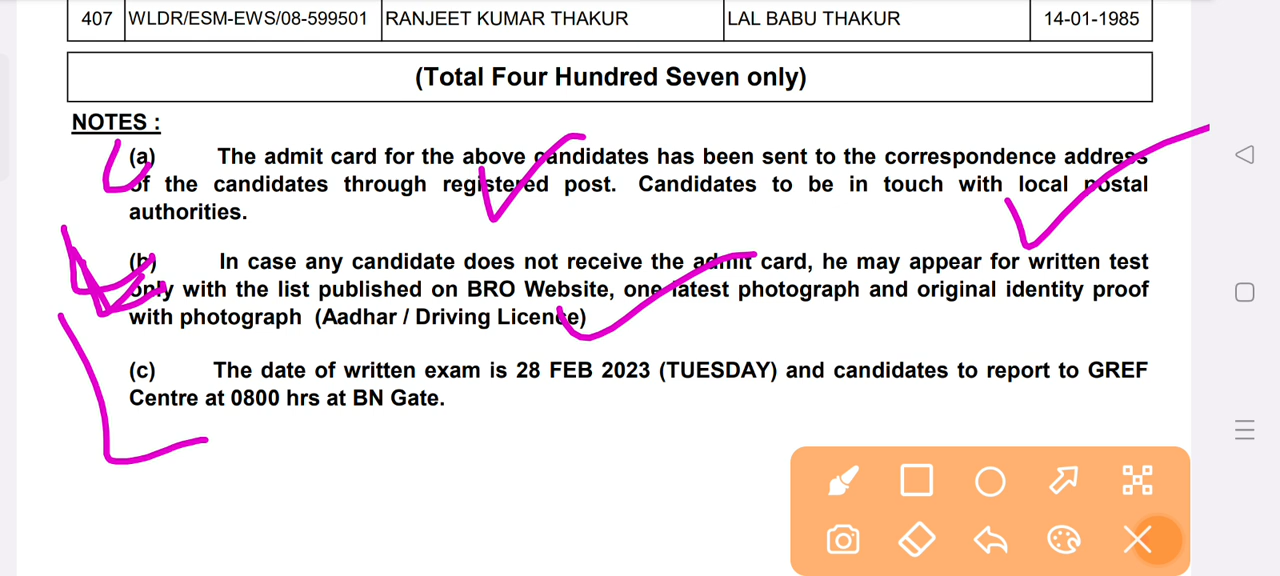 407 WLDR/ESM-EWS/08-599501 RANJEET KUMAR THAKUR LAL BABU THAKUR 14-01-1985
(Total Four Hundred Seven only)
NOTES :
(a) The admit card for the above candidates has been sent to the correspondence address
of the candidates through registered post. Candidates to be in touch with local postal
authorities.
(b) In case any candidate does not receive the admit card, he may appear for written test
only with the list published on BRO Website, one latest photograph and original identity proof
with photograph (Aadhar / Driving Licence)
(c) The date of written exam is 28 FEB 2023 (TUESDAY) and candidates to report to GREF
Centre at 0800 hrs at BN Gate.